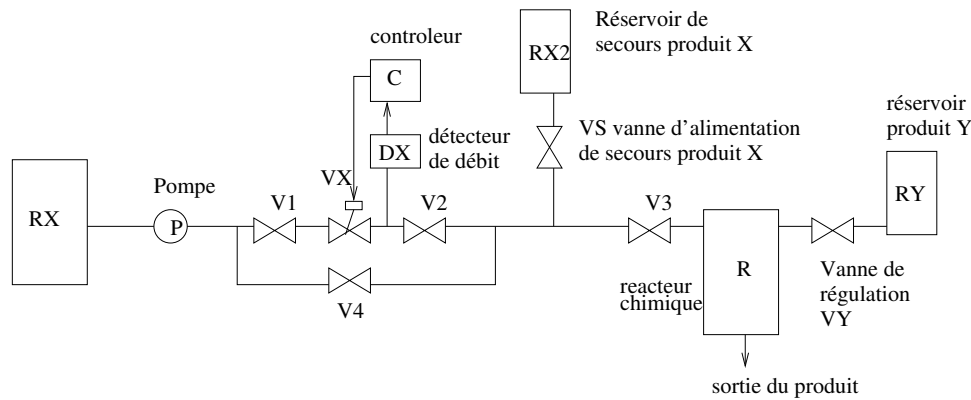 controleur
C
Réservoir de
secours produit X
RX2
détecteur
de débit
DX
VS vanne d'alimentation
de secours produit X
réservoir
produit Y
RY
RX
Pompe
P
VX
V1
V2
V3
V4
R
reacteur
chimique
Vanne de
régulation
VY
sortie du produit